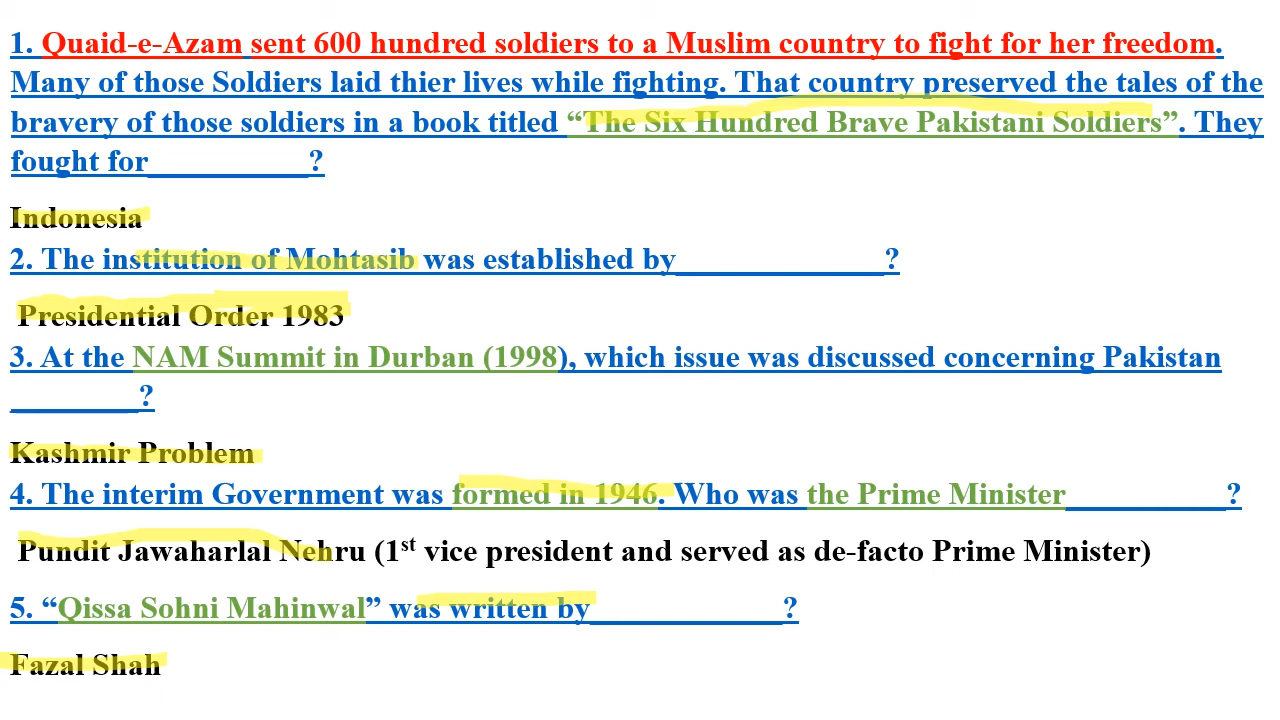 1. Quaid-e-Azam sent 600 hundred soldiers to a Muslim country to fight for her freedom.
Many of those Soldiers laid thier lives while fighting. That country preserved the tales of the
bravery of those soldiers in a book titled “The Six Hundred Brave Pakistani Soldiers”. They
fought for__________?
Indonesia
2. The institution of Mohtasib was established by_____________?
Presidential Order 1983
3. At the NAM Summit in Durban (1998), which issue was discussed concerning Pakistan
________?
Kashmir Problem
4. The interim Government was formed in 1946. Who was the Prime Minister__________?
Pundit Jawaharlal Nehru (1st vice president and served as de-facto Prime Minister)
5. “Qissa Sohni Mahinwal” was written by____________?
Fazal Shah